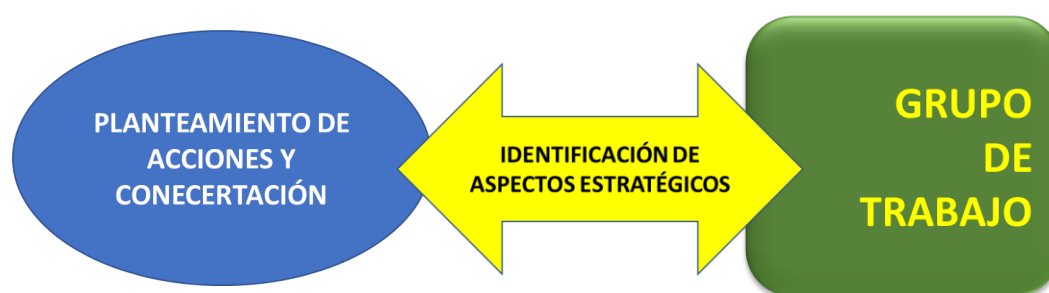 PLANTEAMIENTO DE
ACCIONES Y
CONECERTACIÓN
IDENTIFICACIÓN DE
ASPECTOS ESTRATÉGICOS
GRUPO
DE
TRABAJO